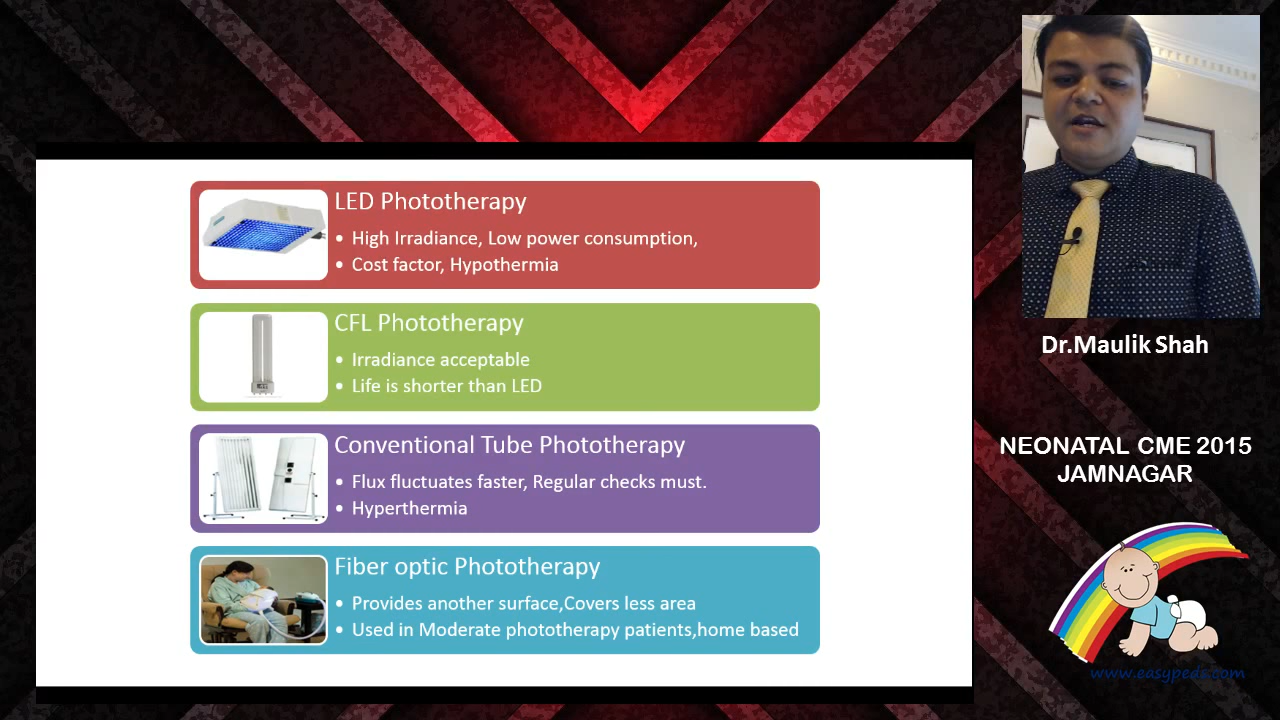 LED Phototherapy
• High Irradiance, Low power consumption,
• Cost factor, Hypothermia
CFL Phototherapy
• Irradiance acceptable
• Life is shorter than LED
Conventional Tube Phototherapy
• Flux fluctuates faster, Regular checks must.
• Hyperthermia
Fiber optic Phototherapy
• Provides another surface,Covers less area
• Used in Moderate phototherapy patients,home based
Dr.Maulik Shah
NEONATAL CME 2015
JAMNAGAR
www.easypeds.com